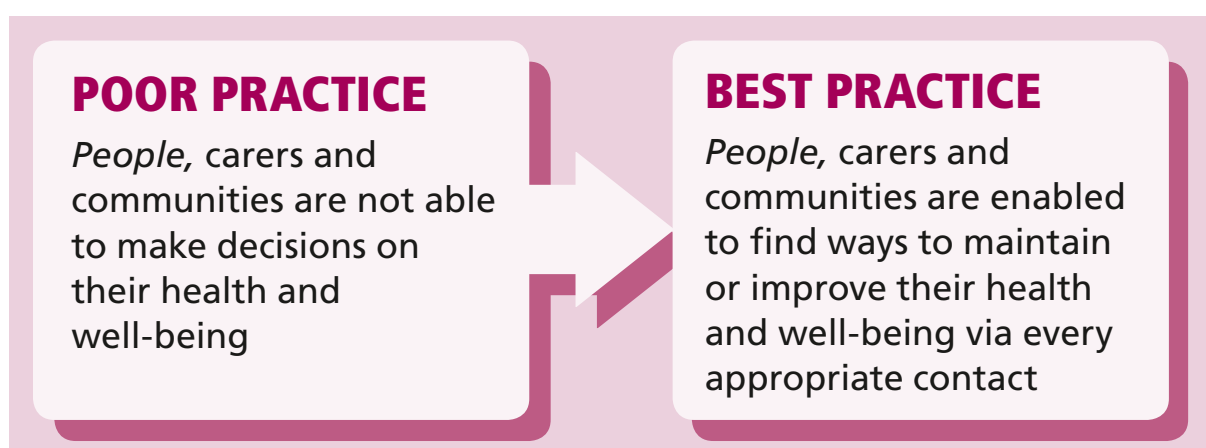 POOR PRACTICE
People, carers and
communities are not able
to make decisions on
their health and
well-being
BEST PRACTICE
People, carers and
communities are enabled
to find ways to maintain
or improve their health
and well-being via every
appropriate contact